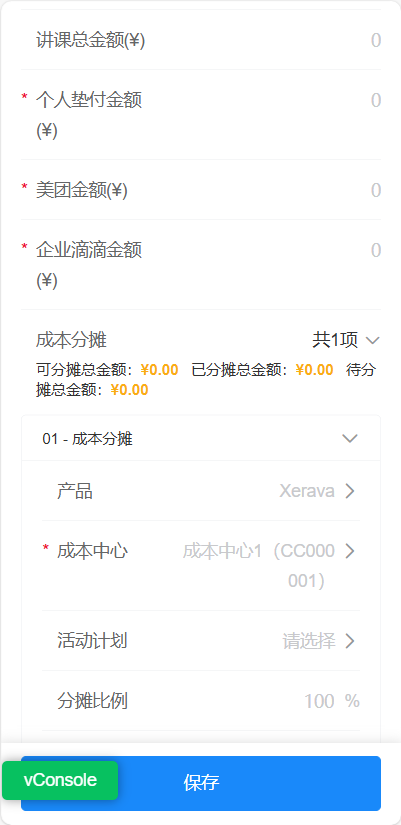 讲课总金额(¥) 0
* 个人垫付金额 0
(¥)
* 美团金额(¥) 0
* 企业滴滴金额 0
(¥)
成本分摊 共1项
可分摊总金额：¥0.00 已分摊总金额：¥0.00 待分
摊总金额：¥0.00
01 - 成本分摊
产品 Xerava
* 成本中心 成本中心1（CC000
001）
活动计划 请选择
分摊比例 100 %
vConsole 保存